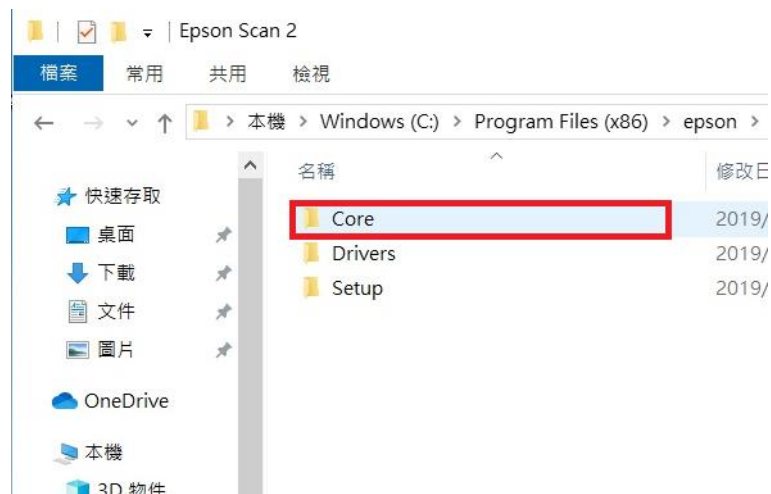 Epson Scan 2
檔案 常用 共用 檢視
本機 > Windows (C:) > Program Files (x86) > epson >
名稱 修改日
快速存取
Core 2019/
桌面
Drivers 2019/
下載
Setup 2019/
文件
圖片
OneDrive
本機
3D 物件